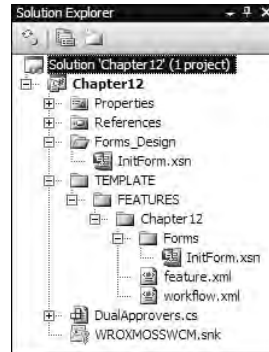 Solution Explorer
Solution 'Chapter12' (1 project)
Chapter12
Properties
References
Forms_Design
InitForm.xsn
TEMPLATE
FEATURES
Chapter12
Forms
InitForm.xsn
feature.xml
workflow.xml
DualApprovers.cs
WROXMOSSWCM.snk